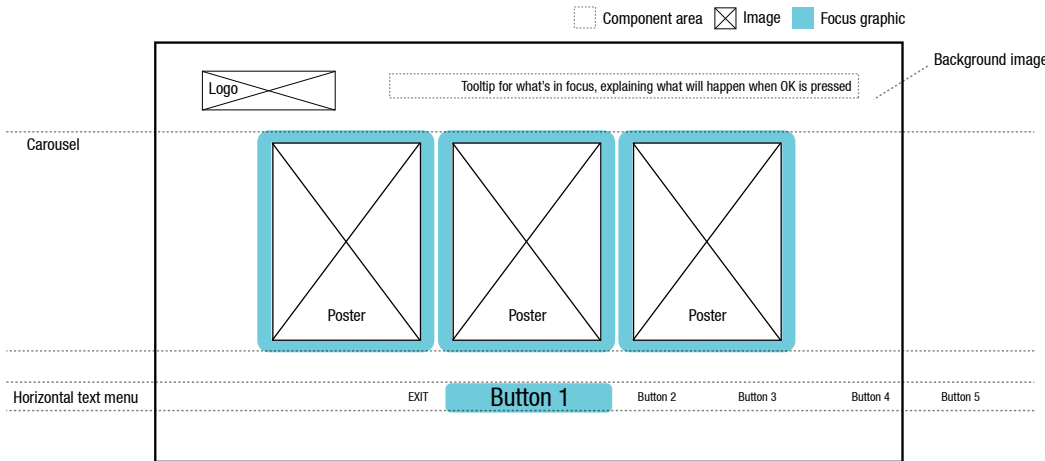 Component area
Image
Focus graphic
Background image
Logo
Tooltip for what's in focus, explaining what will happen when OK is pressed
Carousel
Poster
Poster
Poster
Horizontal text menu
EXIT
Button 1
Button 2
Button 3
Button 4
Button 5